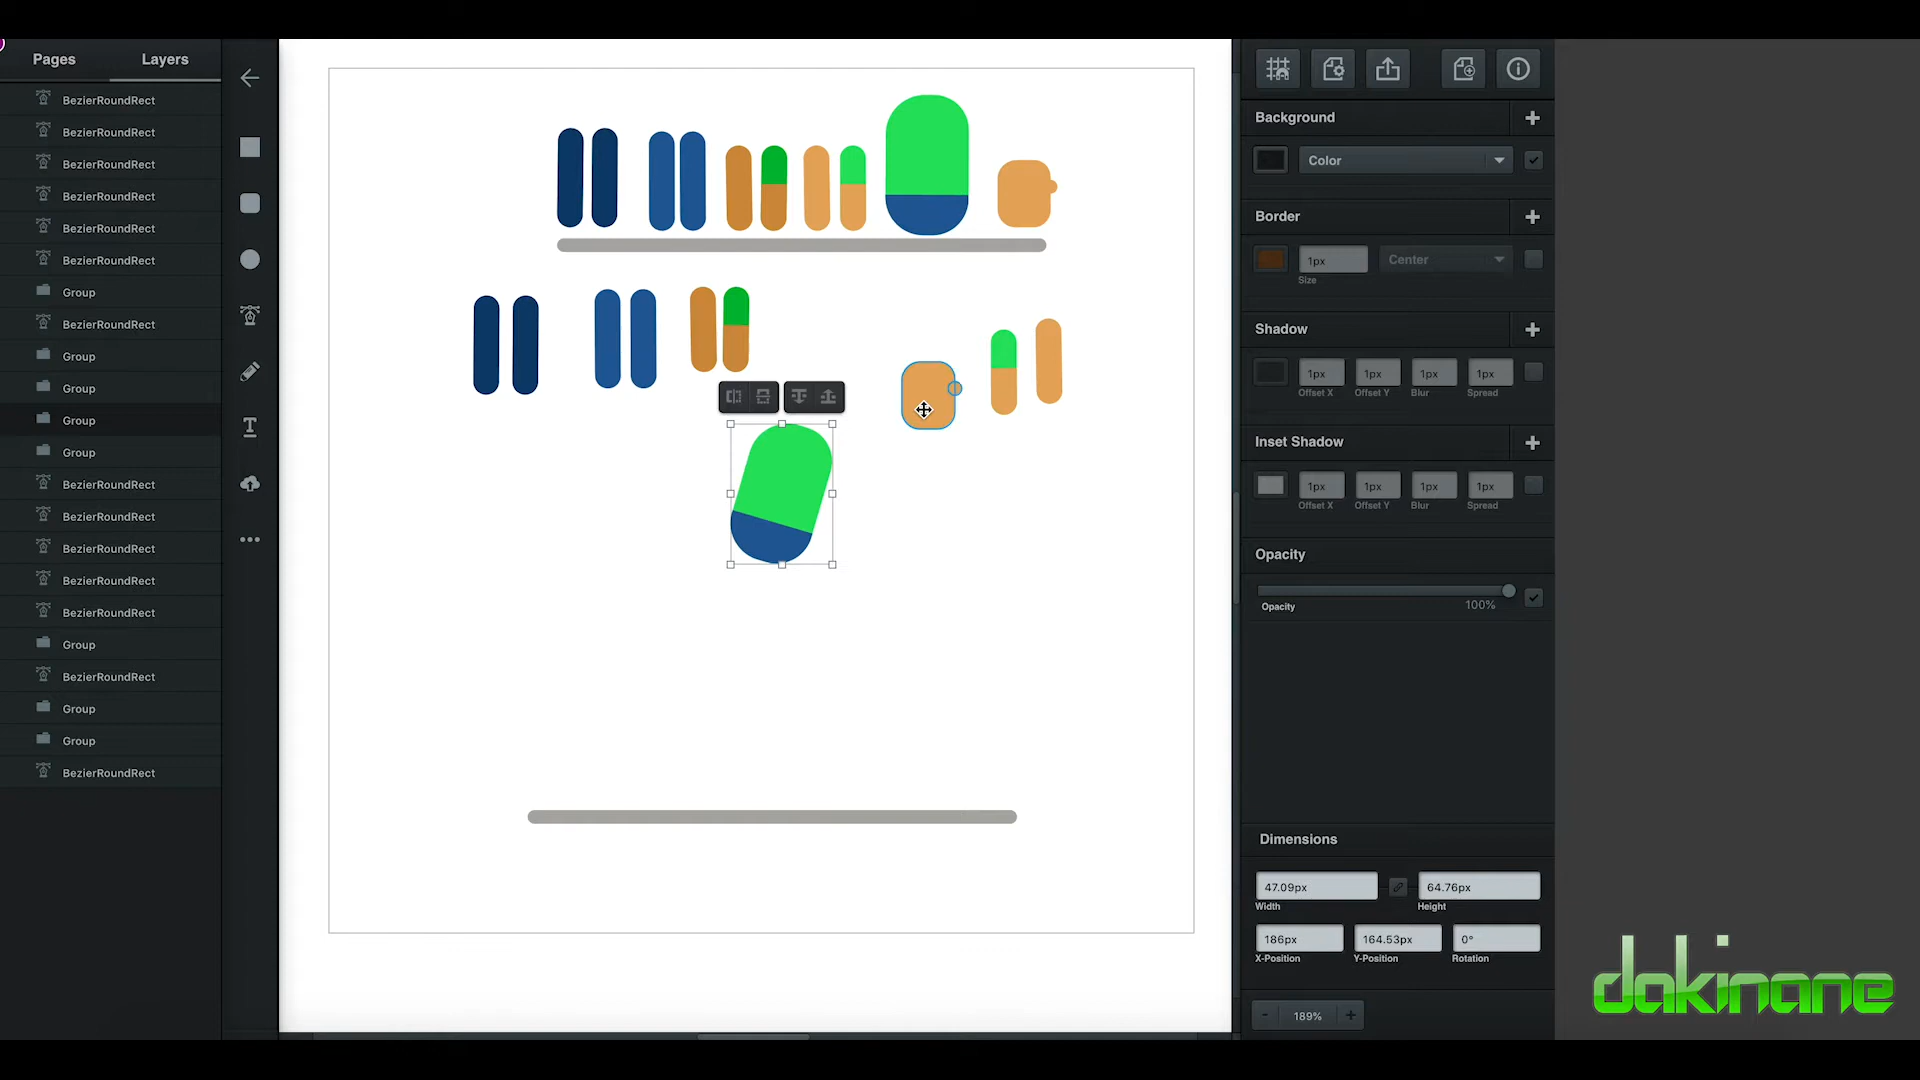 Pages
Layers
BezierRoundRect
BezierRoundRect
BezierRoundRect
BezierRoundRect
BezierRoundRect
BezierRoundRect
Group
BezierRoundRect
Group
Group
Group
Group
BezierRoundRect
BezierRoundRect
BezierRoundRect
BezierRoundRect
BezierRoundRect
Group
BezierRoundRect
Group
Group
BezierRoundRect
T
Background
Color
Border
1px
Center
Size
Shadow
1px 1px 1px 1px
Offset X Offset Y Blur Spread
Inset Shadow
1px 1px 1px 1px
Offset X Offset Y Blur Spread
Opacity
Opacity 100%
Dimensions
47.09px 64.76px
Width Height
186px 164.53px 0°
X-Position Y-Position Rotation
- 189% +
dakinane